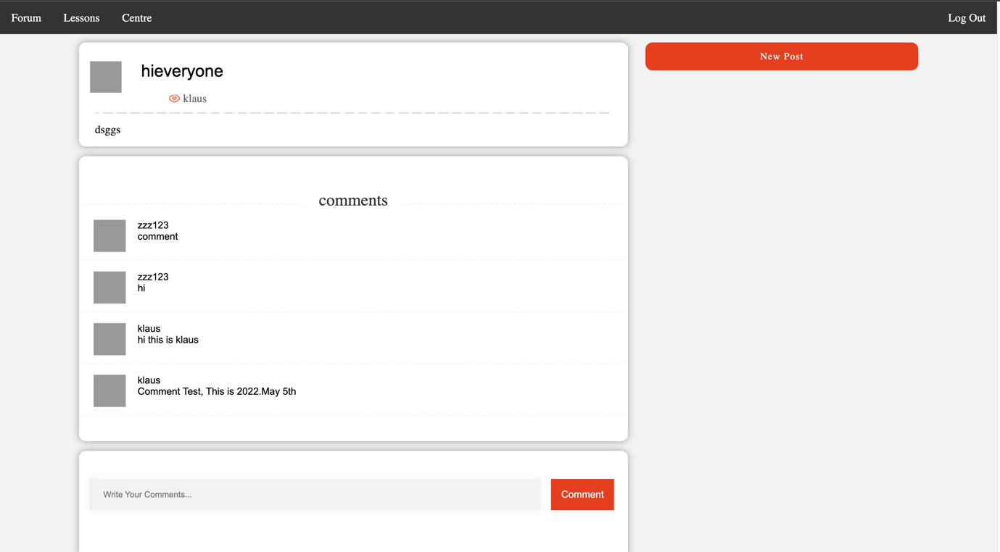 Forum Lessons Centre Log Out
New Post
hieveryone
klaus
dsggs
comments
zzz123
comment
zzz123
hi
klaus
hi this is klaus
klaus
Comment Test, This is 2022.May 5th
Write Your Comments...
Comment